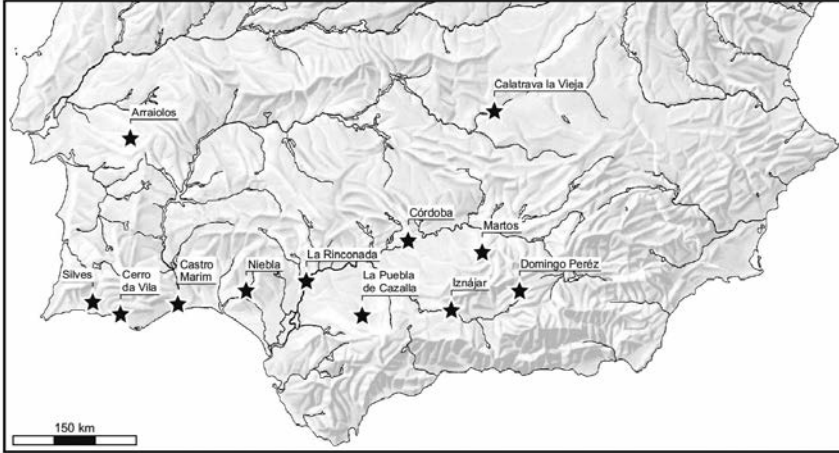 Arraiolos
Calatrava la Vieja
Córdoba
Martos
Silves
Cerro
da Vila
Castro
Marim
Niebla
La Rinconada
La Puebla
de Cazalla
Iznájar
Domingo Peréz
150 km